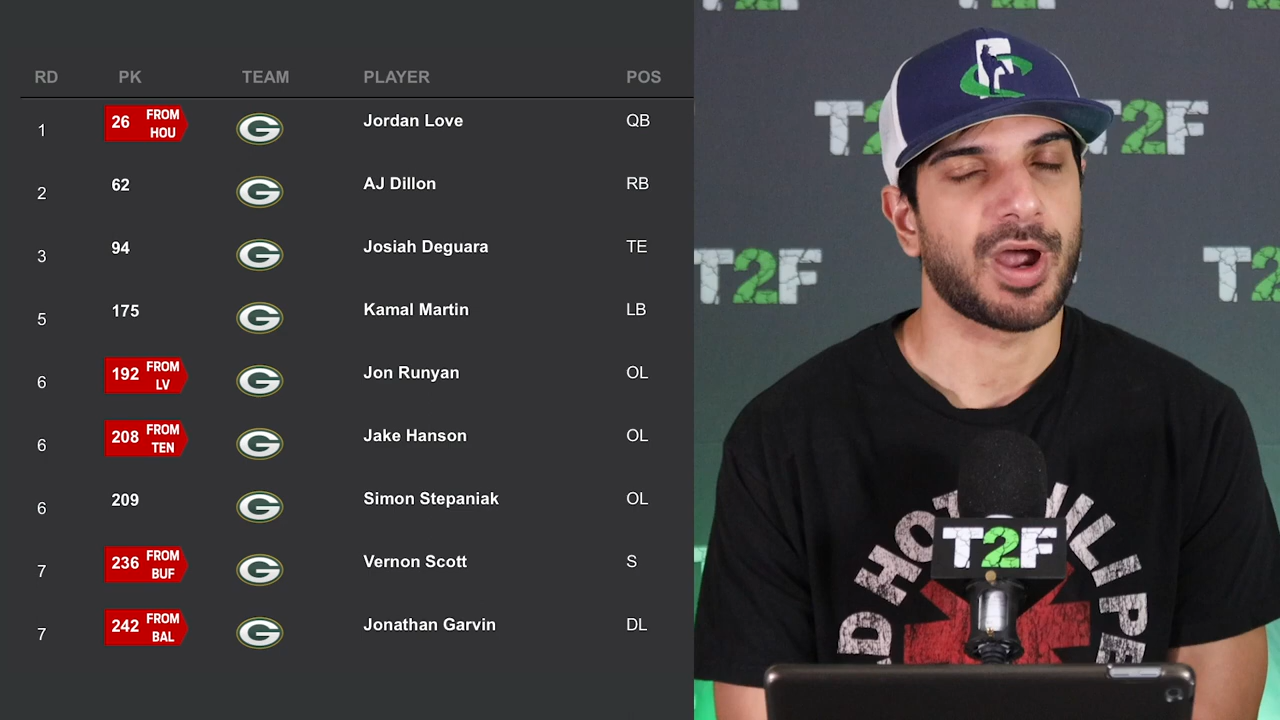 RD PK TEAM PLAYER POS
1 26 FROM HOU G Jordan Love QB
2 62 G AJ Dillon RB
3 94 G Josiah Deguara TE
5 175 G Kamal Martin LB
6 192 FROM LV G Jon Runyan OL
6 208 FROM TEN G Jake Hanson OL
6 209 G Simon Stepaniak OL
7 236 FROM BUF G Vernon Scott S
7 242 FROM BAL G Jonathan Garvin DL
T2F
T2F
T2F
T2F
C
T2F
HOT